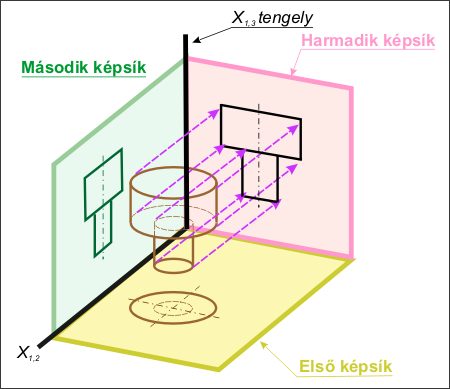 X1,3 tengely
Harmadik képsík
Második képsík
X1,2
Első képsík